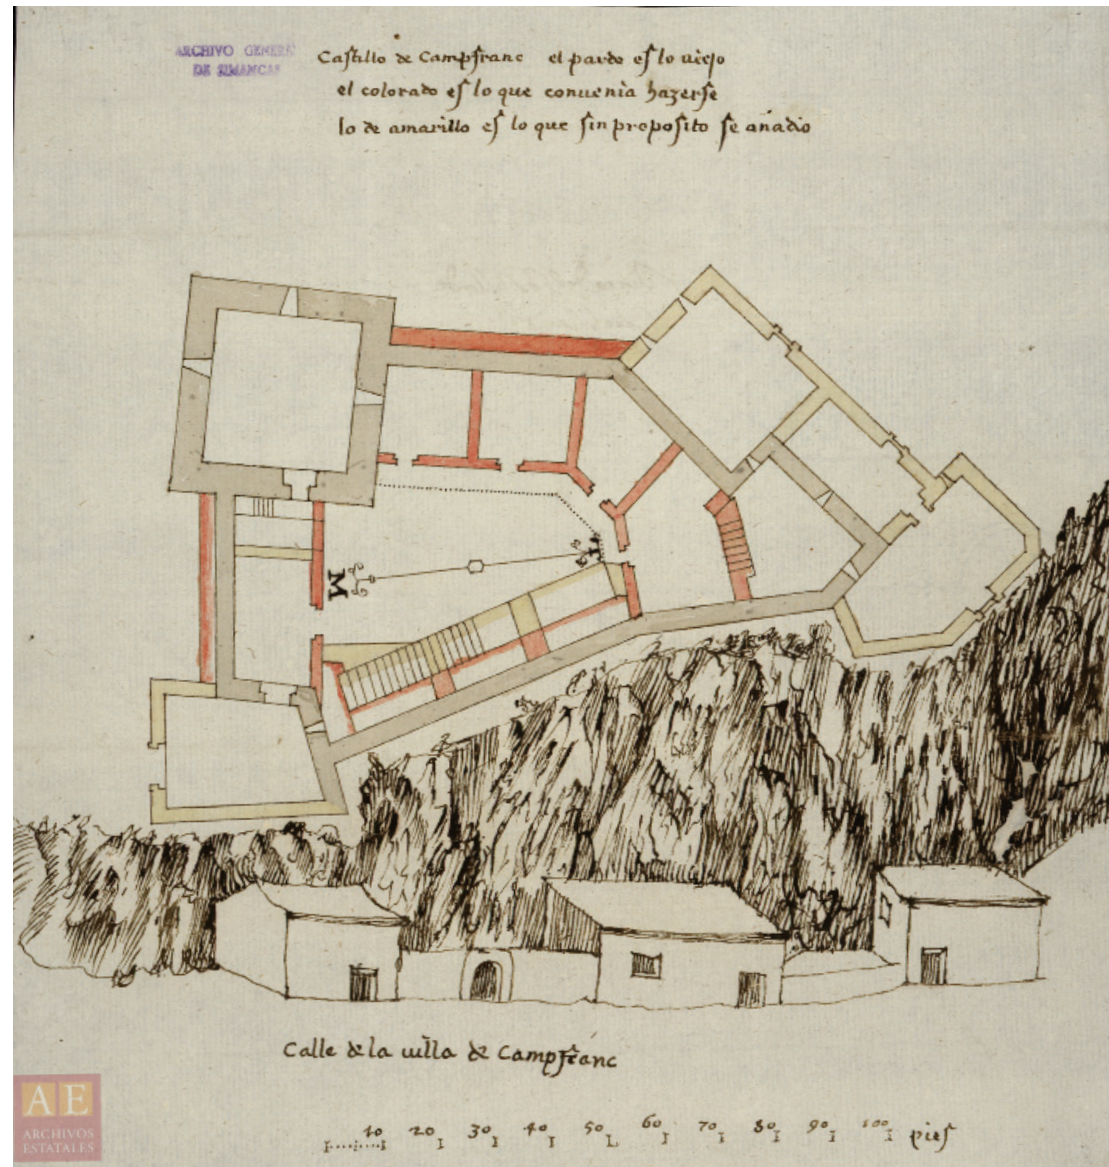 ARCHIVO GENERAL
DE SIMANCAS
Castillo de Campfranc el pardo es lo viejo
el colorado es lo que convenia hazerse
lo de amarillo es lo que sin proposito se añadio
M
T
Calle de la villa de Campfranc
10 20 30 40 50 60 70 80 90 100 pies
AE
ARCHIVOS
ESTATALES